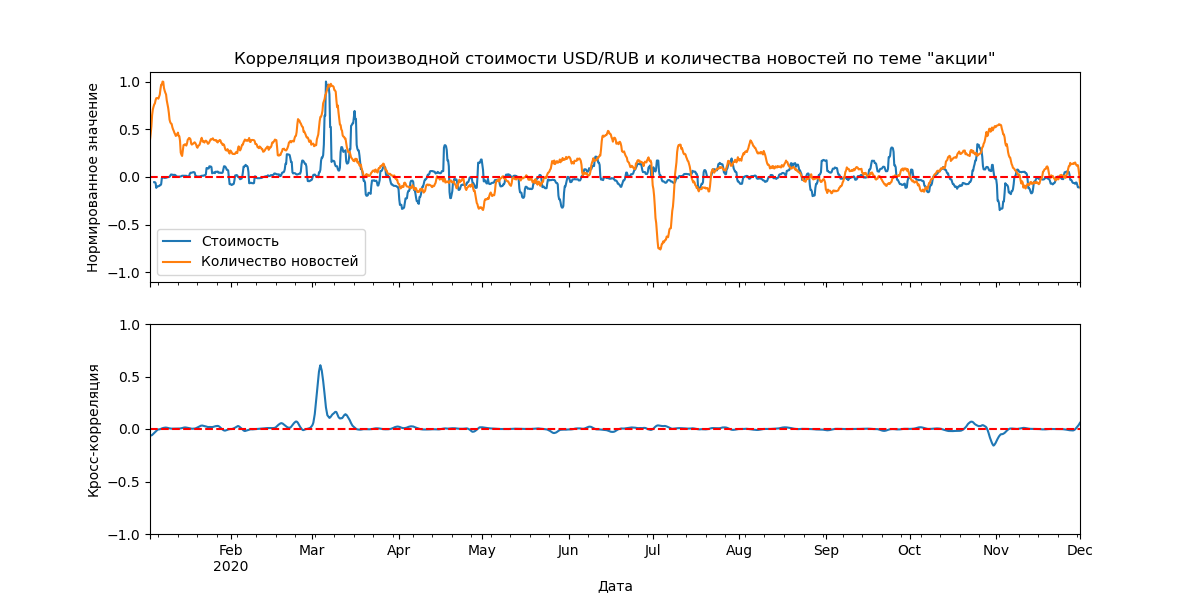 Корреляция производной стоимости USD/RUB и количества новостей по теме "акции"
Нормированное значение
1.0
0.5
0.0
−0.5
−1.0
Стоимость
Количество новостей
Кросс-корреляция
1.0
0.5
0.0
−0.5
−1.0
Feb
2020
Mar
Apr
May
Jun
Jul
Aug
Sep
Oct
Nov
Dec
Дата